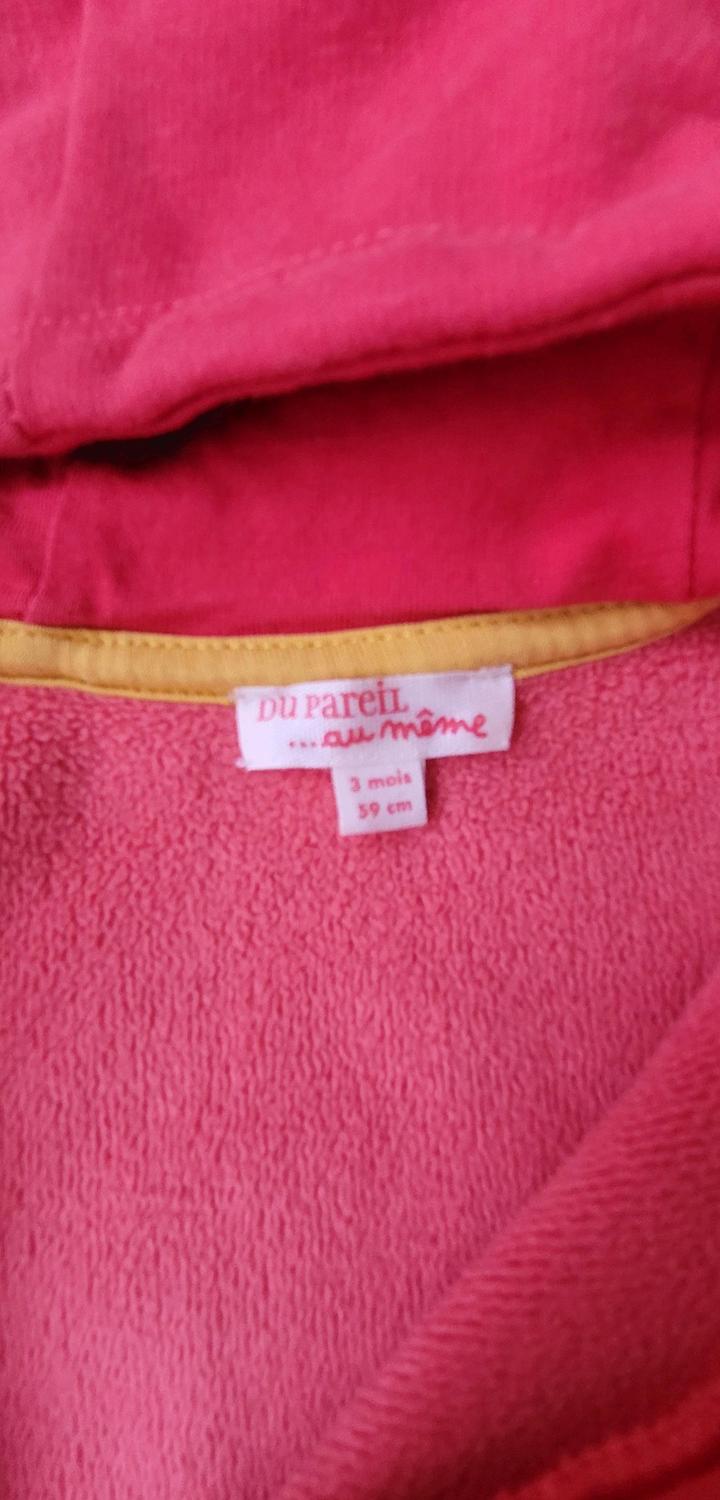 Du Pareil
...au même
3 mois
59 cm